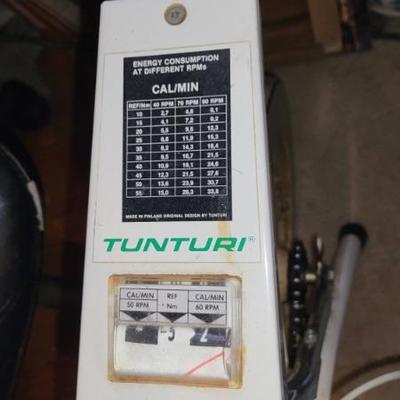 ENERGY CONSUMPTION
AT DIFFERENT RPMs
CAL/MIN
REF/Nm 40 RPM 70 RPM 90 RPM
10 2,7 4,8 6,1
15 4,1 7,2 9,2
20 5,5 9,5 12,3
25 6,8 11,9 15,3
30 8,2 14,3 18,4
35 9,5 16,7 21,5
40 10,9 19,1 24,6
45 12,3 21,5 27,6
50 13,6 23,9 30,7
55 15,0 26,3 33,8
MADE IN FINLAND ORIGINAL DESIGN BY TUNTURI
TUNTURI®
CAL/MIN REF CAL/MIN
50 RPM Nm 60 RPM